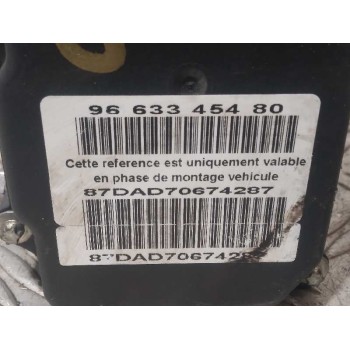 96 633 454 80
Cette reference est uniquement valable
en phase de montage vehicule
87DAD70674287